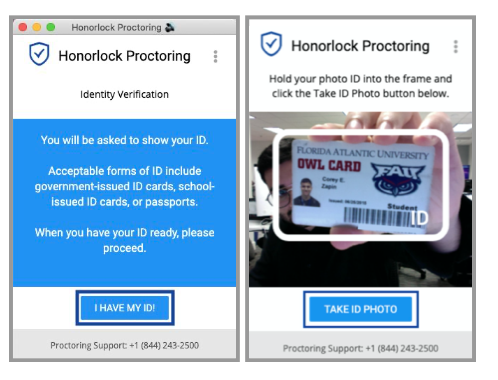 Honorlock Proctoring
Honorlock Proctoring
Identity Verification
You will be asked to show your ID.
Acceptable forms of ID include
government-issued ID cards, school-
issued ID cards, or passports.
When you have your ID ready, please
proceed.
I HAVE MY ID!
Proctoring Support: +1 (844) 243-2500
Honorlock Proctoring
Hold your photo ID into the frame and
click the Take ID Photo button below.
FLORIDA ATLANTIC UNIVERSITY
OWL CARD
FAU
Corey E.
Zapin
Student
ID
TAKE ID PHOTO
Proctoring Support: +1 (844) 243-2500